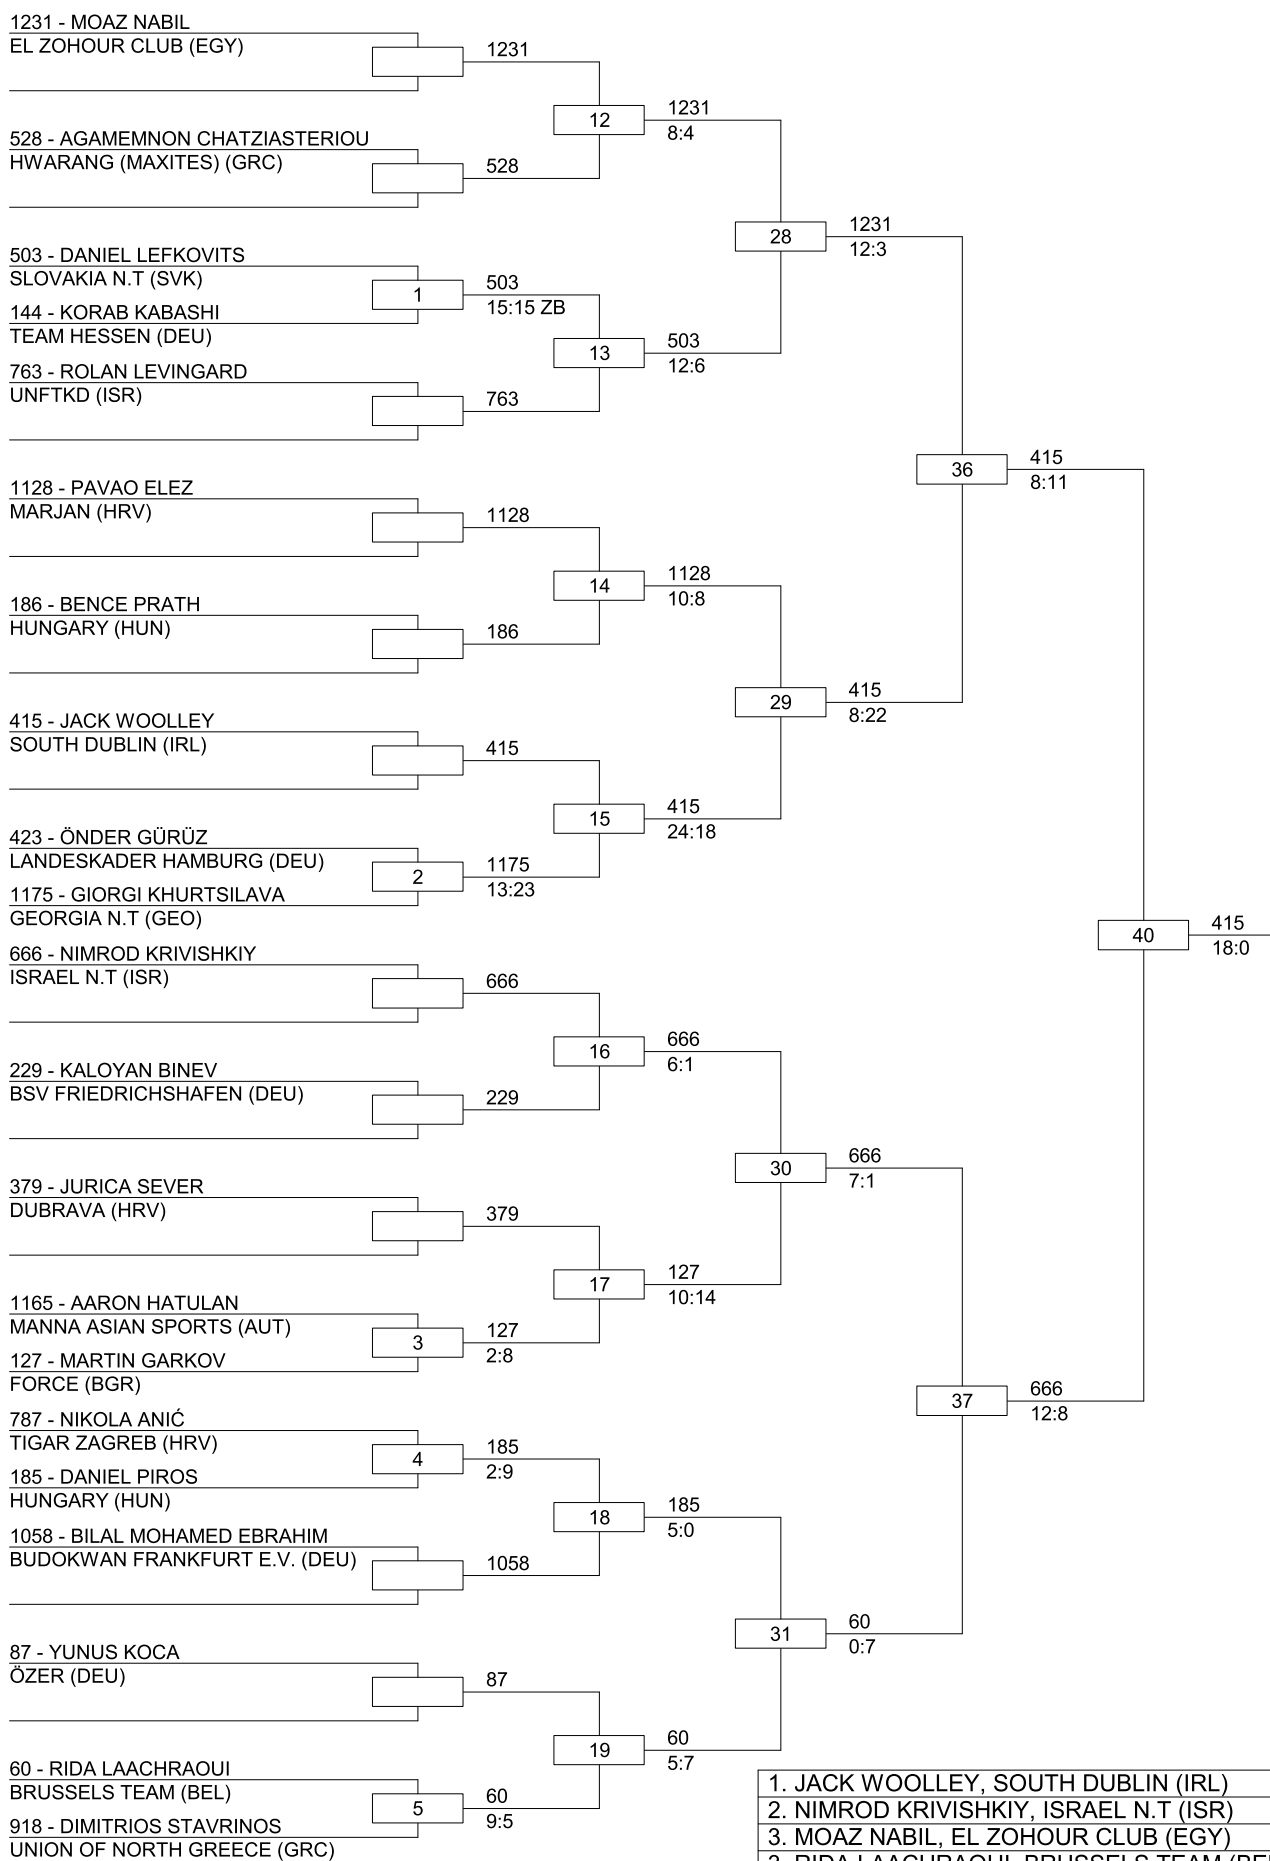 1231 - MOAZ NABIL
EL ZOHOUR CLUB (EGY)
1231
12
1231
8:4
528 - AGAMEMNON CHATZIASTERIOU
HWARANG (MAXITES) (GRC)
528
28
1231
12:3
503 - DANIEL LEFKOVITS
SLOVAKIA N.T (SVK)
1
503
15:15 ZB
144 - KORAB KABASHI
TEAM HESSEN (DEU)
13
503
12:6
763 - ROLAN LEVINGARD
UNFTKD (ISR)
763
36
415
8:11
1128 - PAVAO ELEZ
MARJAN (HRV)
1128
14
1128
10:8
186 - BENCE PRATH
HUNGARY (HUN)
186
29
415
8:22
415 - JACK WOOLLEY
SOUTH DUBLIN (IRL)
415
15
415
24:18
423 - ÖNDER GÜRÜZ
LANDESKADER HAMBURG (DEU)
2
1175
13:23
1175 - GIORGI KHURTSILAVA
GEORGIA N.T (GEO)
40
415
18:0
666 - NIMROD KRIVISHKIY
ISRAEL N.T (ISR)
666
16
666
6:1
229 - KALOYAN BINEV
BSV FRIEDRICHSHAFEN (DEU)
229
30
666
7:1
379 - JURICA SEVER
DUBRAVA (HRV)
379
17
127
10:14
1165 - AARON HATULAN
MANNA ASIAN SPORTS (AUT)
3
127
2:8
127 - MARTIN GARKOV
FORCE (BGR)
37
666
12:8
787 - NIKOLA ANIĆ
TIGAR ZAGREB (HRV)
4
185
2:9
185 - DANIEL PIROS
HUNGARY (HUN)
18
185
5:0
1058 - BILAL MOHAMED EBRAHIM
BUDOKWAN FRANKFURT E.V. (DEU)
1058
31
60
0:7
87 - YUNUS KOCA
ÖZER (DEU)
87
19
60
5:7
60 - RIDA LAACHRAOUI
BRUSSELS TEAM (BEL)
5
60
9:5
918 - DIMITRIOS STAVRINOS
UNION OF NORTH GREECE (GRC)
1. JACK WOOLLEY, SOUTH DUBLIN (IRL)
2. NIMROD KRIVISHKIY, ISRAEL N.T (ISR)
3. MOAZ NABIL, EL ZOHOUR CLUB (EGY)
3. RIDA LAACHRAOUI, BRUSSELS TEAM